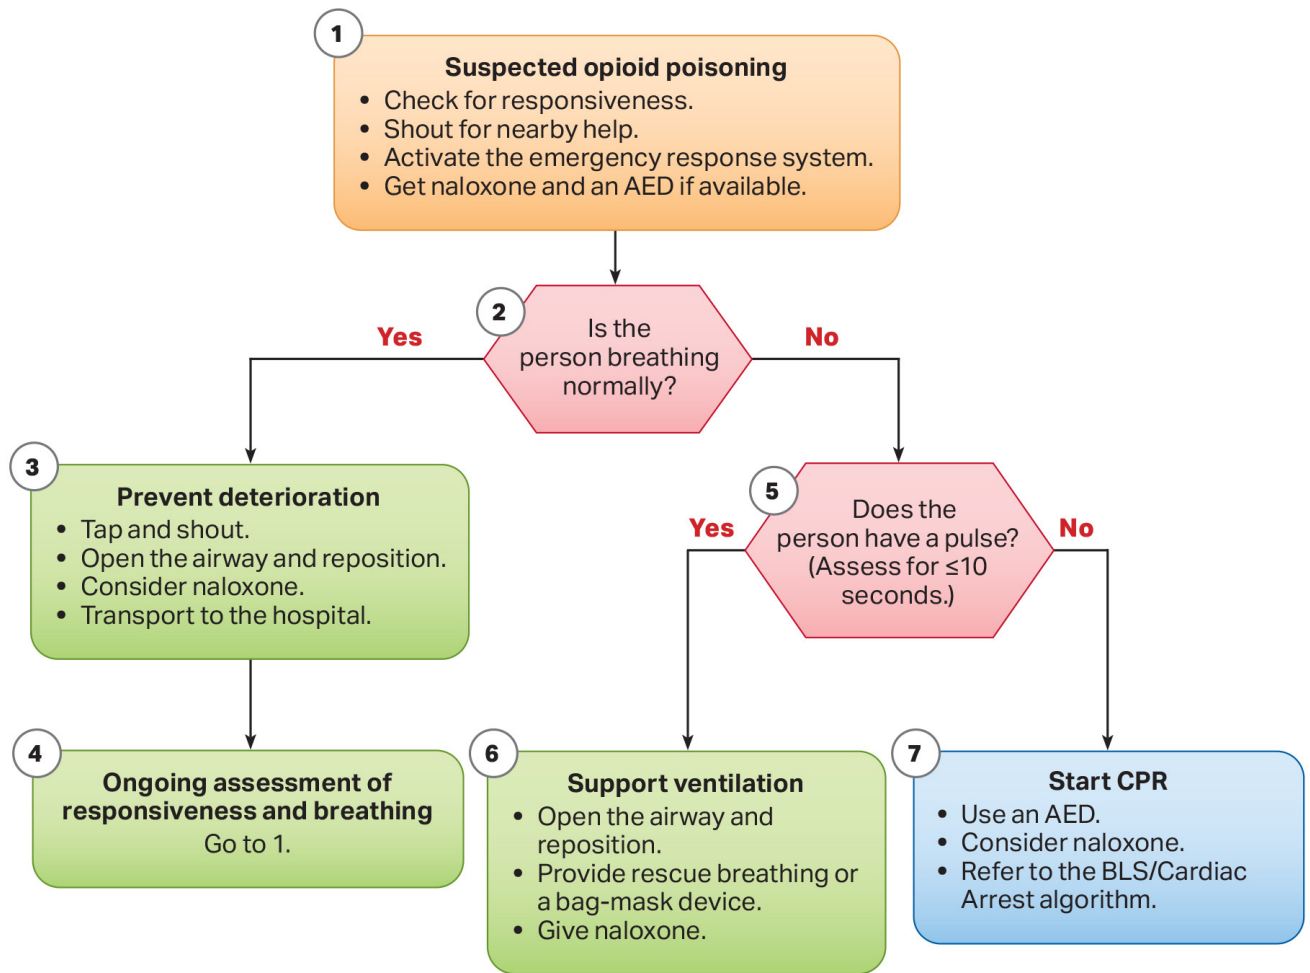 1
Suspected opioid poisoning
• Check for responsiveness.
• Shout for nearby help.
• Activate the emergency response system.
• Get naloxone and an AED if available.
2
Is the
person breathing
normally?
Yes
No
3
Prevent deterioration
• Tap and shout.
• Open the airway and reposition.
• Consider naloxone.
• Transport to the hospital.
4
Ongoing assessment of
responsiveness and breathing
Go to 1.
5
Does the
person have a pulse?
(Assess for ≤10
seconds.)
Yes
No
6
Support ventilation
• Open the airway and
reposition.
• Provide rescue breathing or
a bag-mask device.
• Give naloxone.
7
Start CPR
• Use an AED.
• Consider naloxone.
• Refer to the BLS/Cardiac
Arrest algorithm.